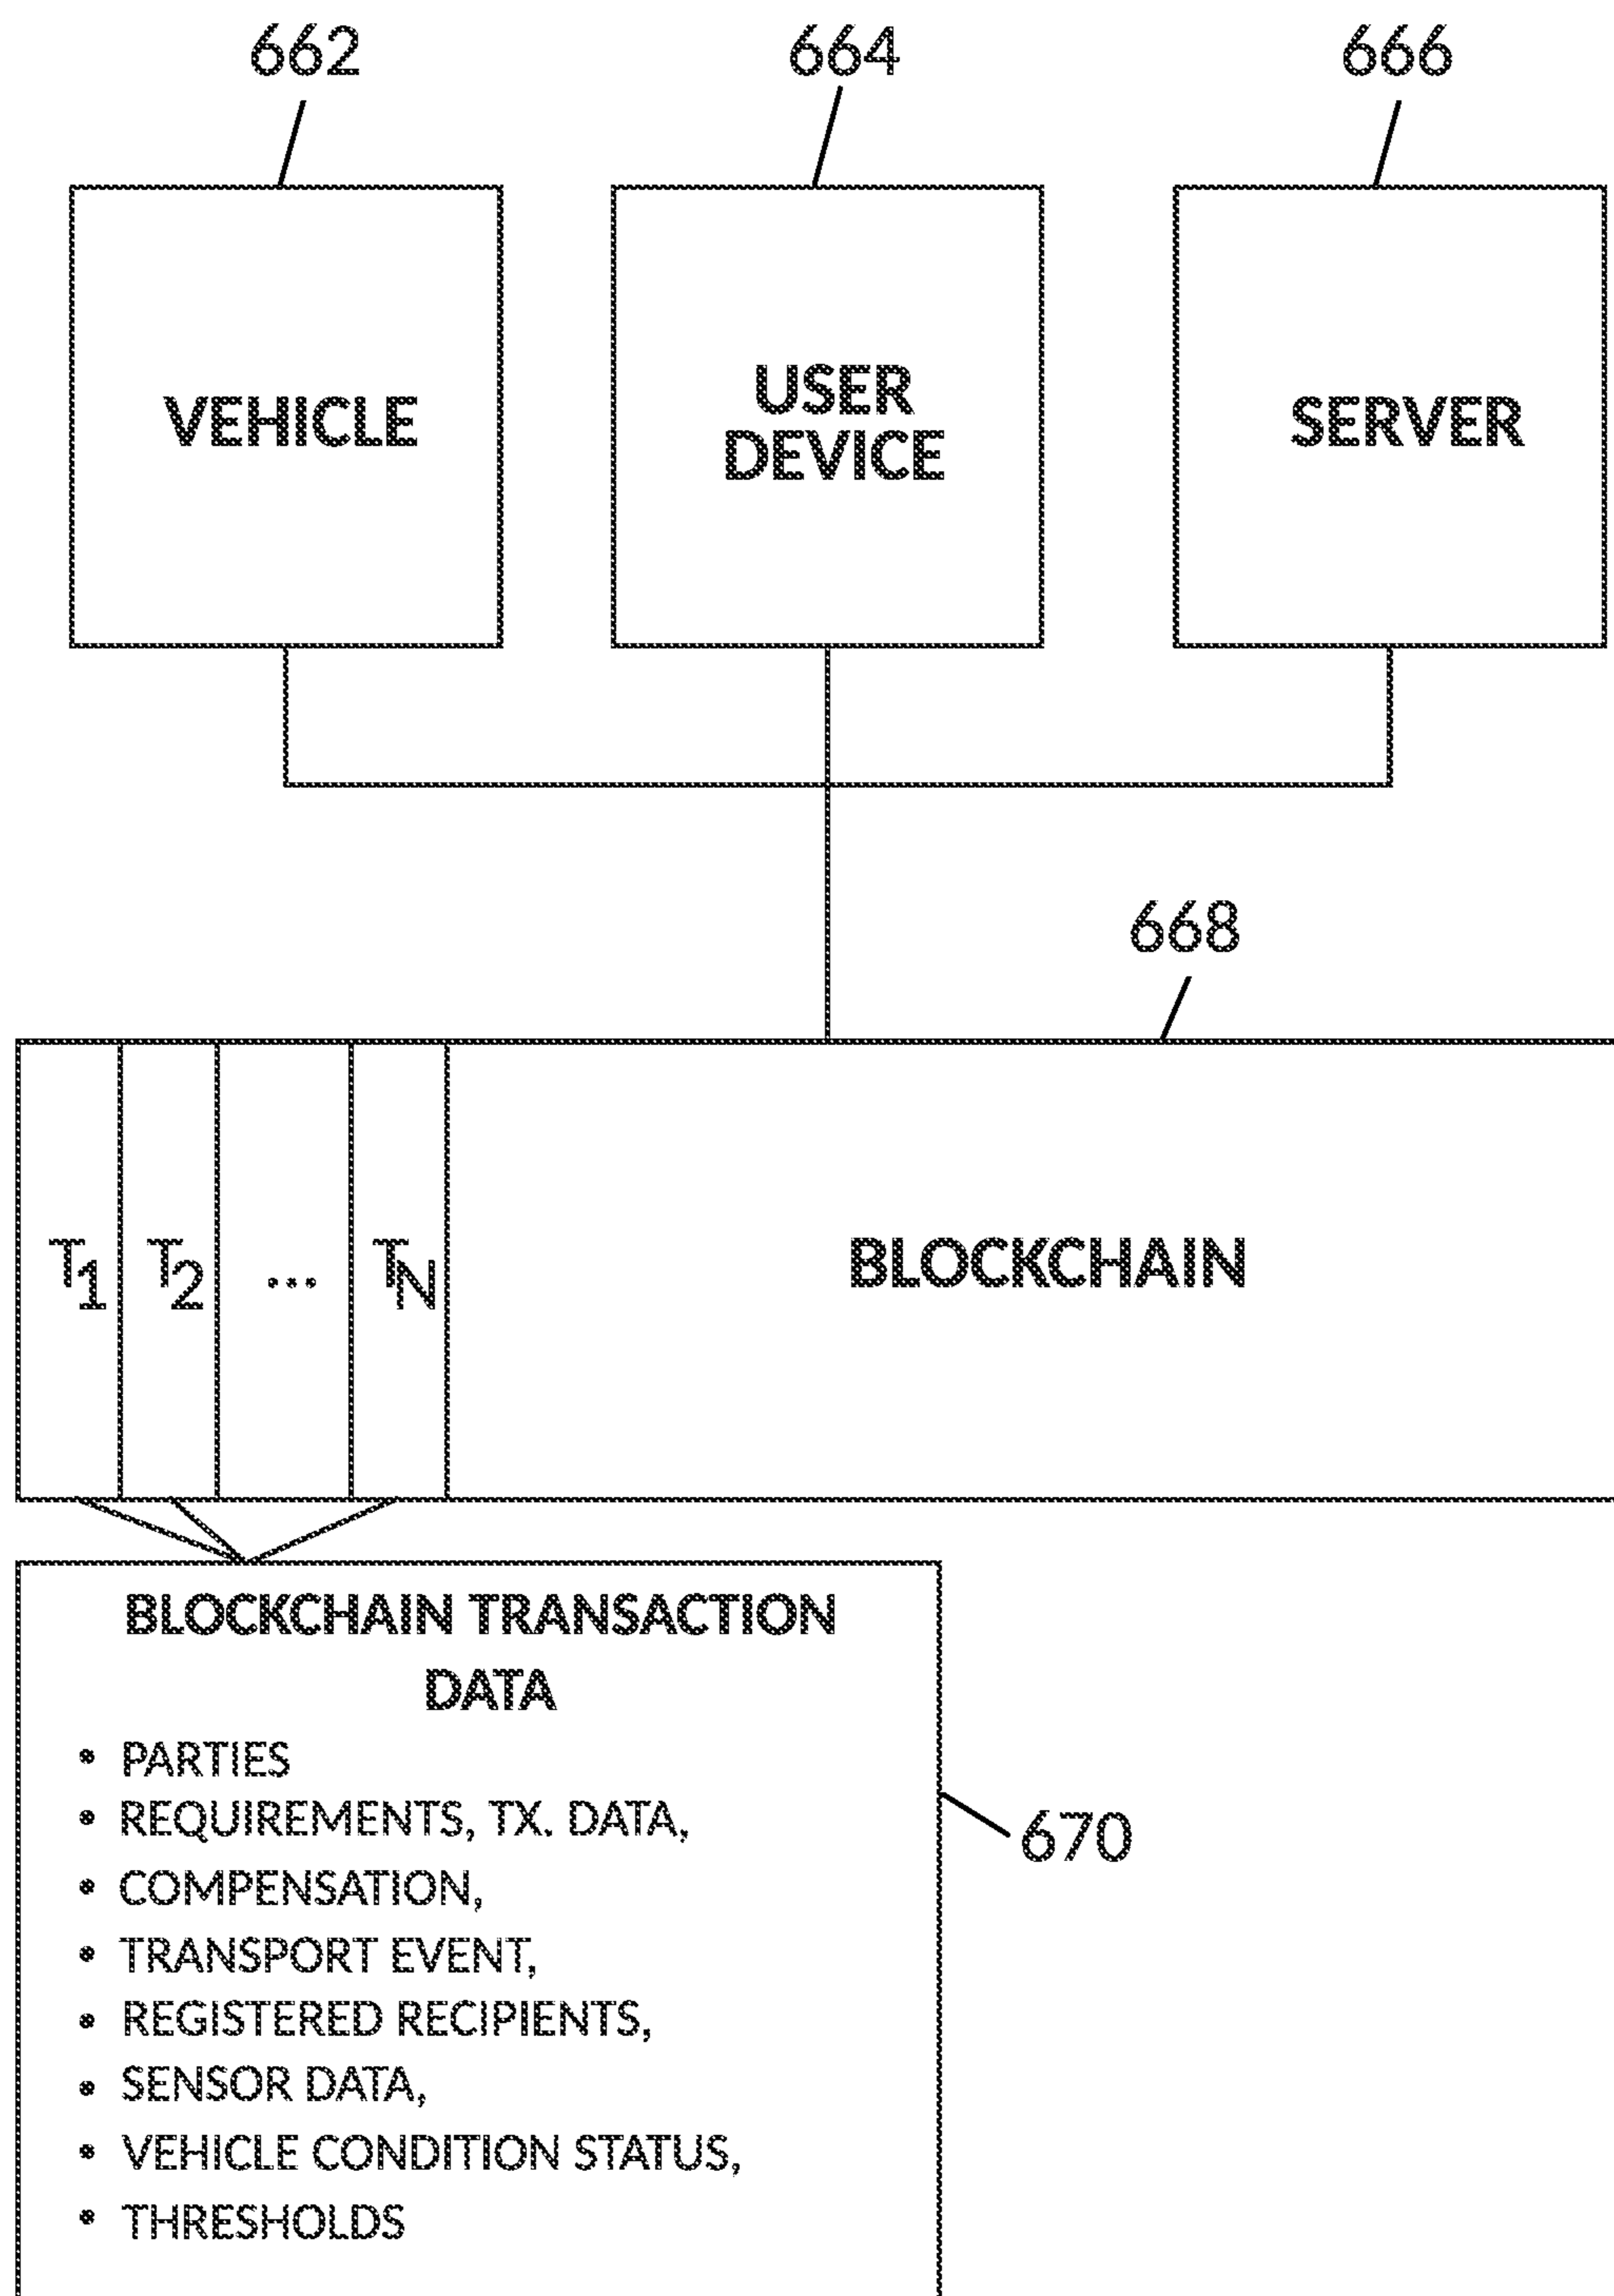 662 664 666
VEHICLE
USER
DEVICE
SERVER
668
T1 T2 ... TN
BLOCKCHAIN
BLOCKCHAIN TRANSACTION
DATA
• PARTIES
• REQUIREMENTS, TX. DATA,
• COMPENSATION,
• TRANSPORT EVENT,
• REGISTERED RECIPIENTS,
• SENSOR DATA,
• VEHICLE CONDITION STATUS,
• THRESHOLDS
670